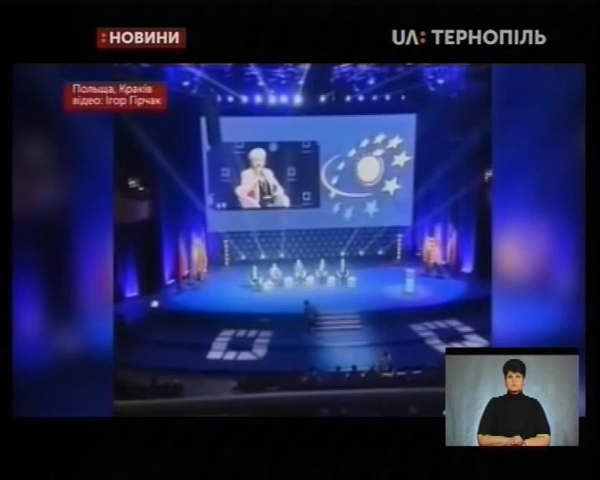 :НОВИНИ
UA: ТЕРНОПІЛЬ
Польща, Краків
відео: Ігор Гірчак